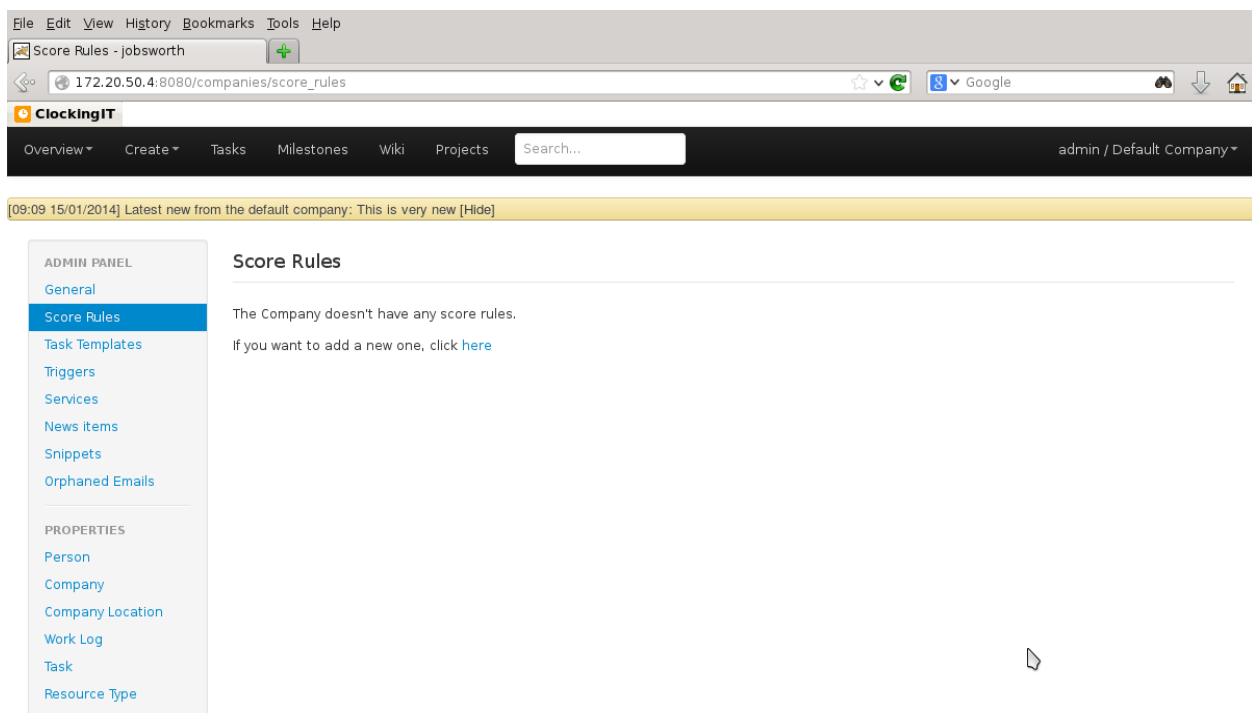 File Edit View History Bookmarks Tools Help
Score Rules - jobsworth
172.20.50.4:8080/companies/score_rules Google
ClockingIT
Overview Create Tasks Milestones Wiki Projects Search... admin / Default Company
[09:09 15/01/2014] Latest new from the default company: This is very new [Hide]
ADMIN PANEL
General
Score Rules
Task Templates
Triggers
Services
News items
Snippets
Orphaned Emails
PROPERTIES
Person
Company
Company Location
Work Log
Task
Resource Type
Score Rules
The Company doesn't have any score rules.
If you want to add a new one, click here